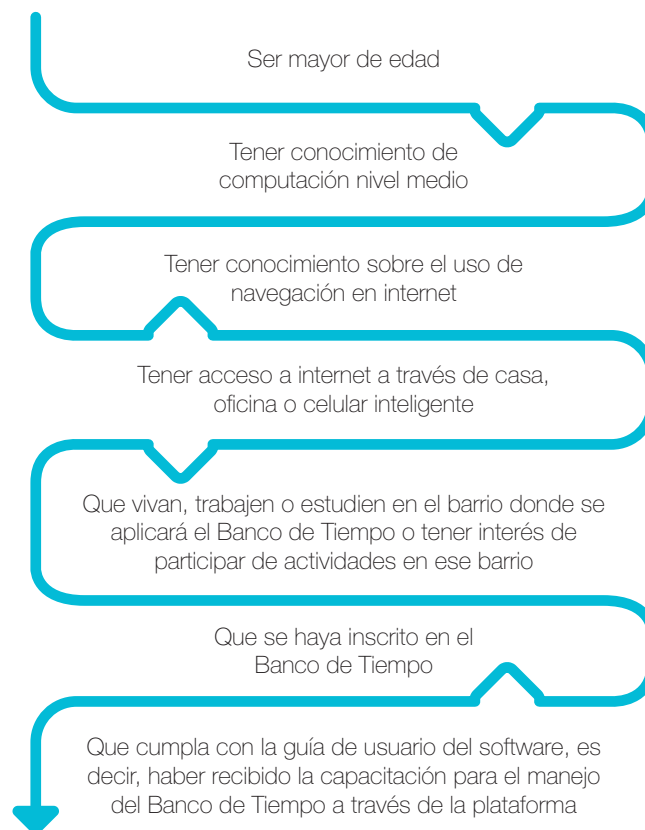 Ser mayor de edad
Tener conocimiento de
computación nivel medio
Tener conocimiento sobre el uso de
navegación en internet
Tener acceso a internet a través de casa,
oficina o celular inteligente
Que vivan, trabajen o estudien en el barrio donde se
aplicará el Banco de Tiempo o tener interés de
participar de actividades en ese barrio
Que se haya inscrito en el
Banco de Tiempo
Que cumpla con la guía de usuario del software, es
decir, haber recibido la capacitación para el manejo
del Banco de Tiempo a través de la plataforma